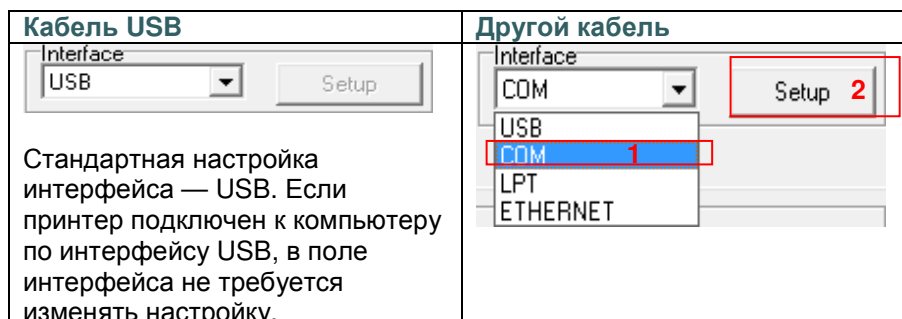 Кабель USB
Interface
USB
Setup
Стандартная настройка
интерфейса — USB. Если
принтер подключен к компьютеру
по интерфейсу USB, в поле
интерфейса не требуется
изменять настройку.
Другой кабель
Interface
COM
Setup 2
USB
COM 1
LPT
ETHERNET